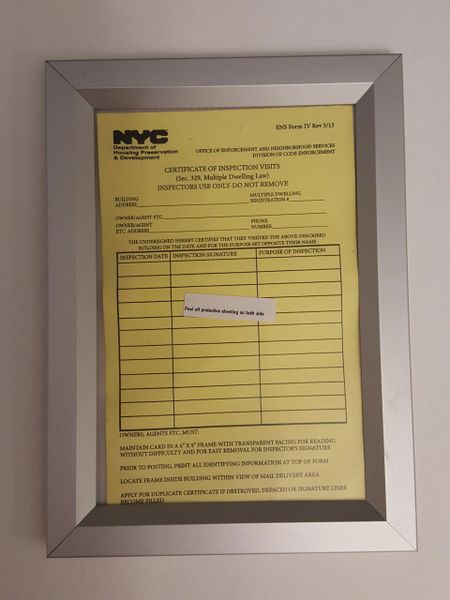 NYC
Department of
Housing Preservation
& Development
ENS Form IV Rev 5/13
OFFICE OF ENFORCEMENT AND NEIGHBORHOOD SERVICES
DIVISION OF CODE ENFORCEMENT
CERTIFICATE OF INSPECTION VISITS
(Sec. 329, Multiple Dwelling Law)
INSPECTORS USE ONLY-DO NOT REMOVE
BUILDING
ADDRESS
MULTIPLE DWELLING
REGISTRATION #
OWNER/AGENT ETC.
OWNER/AGENT
ETC. ADDRESS
PHONE
NUMBER
THE UNDERSIGNED HEREBY CERTIFIES THAT THEY VISITED THE ABOVE-DESCRIBED
BUILDING ON THE DATE AND FOR THE PURPOSE SET OPPOSITE THEIR NAME
INSPECTION DATE INSPECTION SIGNATURE PURPOSE OF INSPECTION
Peel off protective sheeting on both side
OWNERS, AGENTS ETC. MUST:
MAINTAIN CARD IN A 6" X 9" FRAME WITH TRANSPARENT FACING FOR READING
WITHOUT DIFFICULTY AND FOR EASY REMOVAL FOR INSPECTOR'S SIGNATURE
PRIOR TO POSTING, PRINT ALL IDENTIFYING INFORMATION AT TOP OF FORM
LOCATE FRAME INSIDE BUILDING WITHIN VIEW OF MAIL DELIVERY AREA
APPLY FOR DUPLICATE CERTIFICATE IF DESTROYED, DEFACED OR SIGNATURE LINES
BECOME FILLED